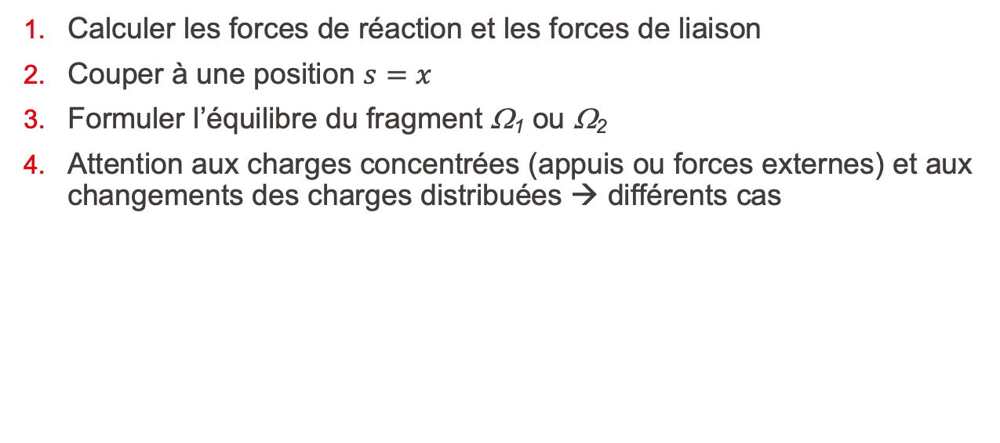 1. Calculer les forces de réaction et les forces de liaison
2. Couper à une position s = x
3. Formuler l’équilibre du fragment Ω1 ou Ω2
4. Attention aux charges concentrées (appuis ou forces externes) et aux
changements des charges distribuées → différents cas